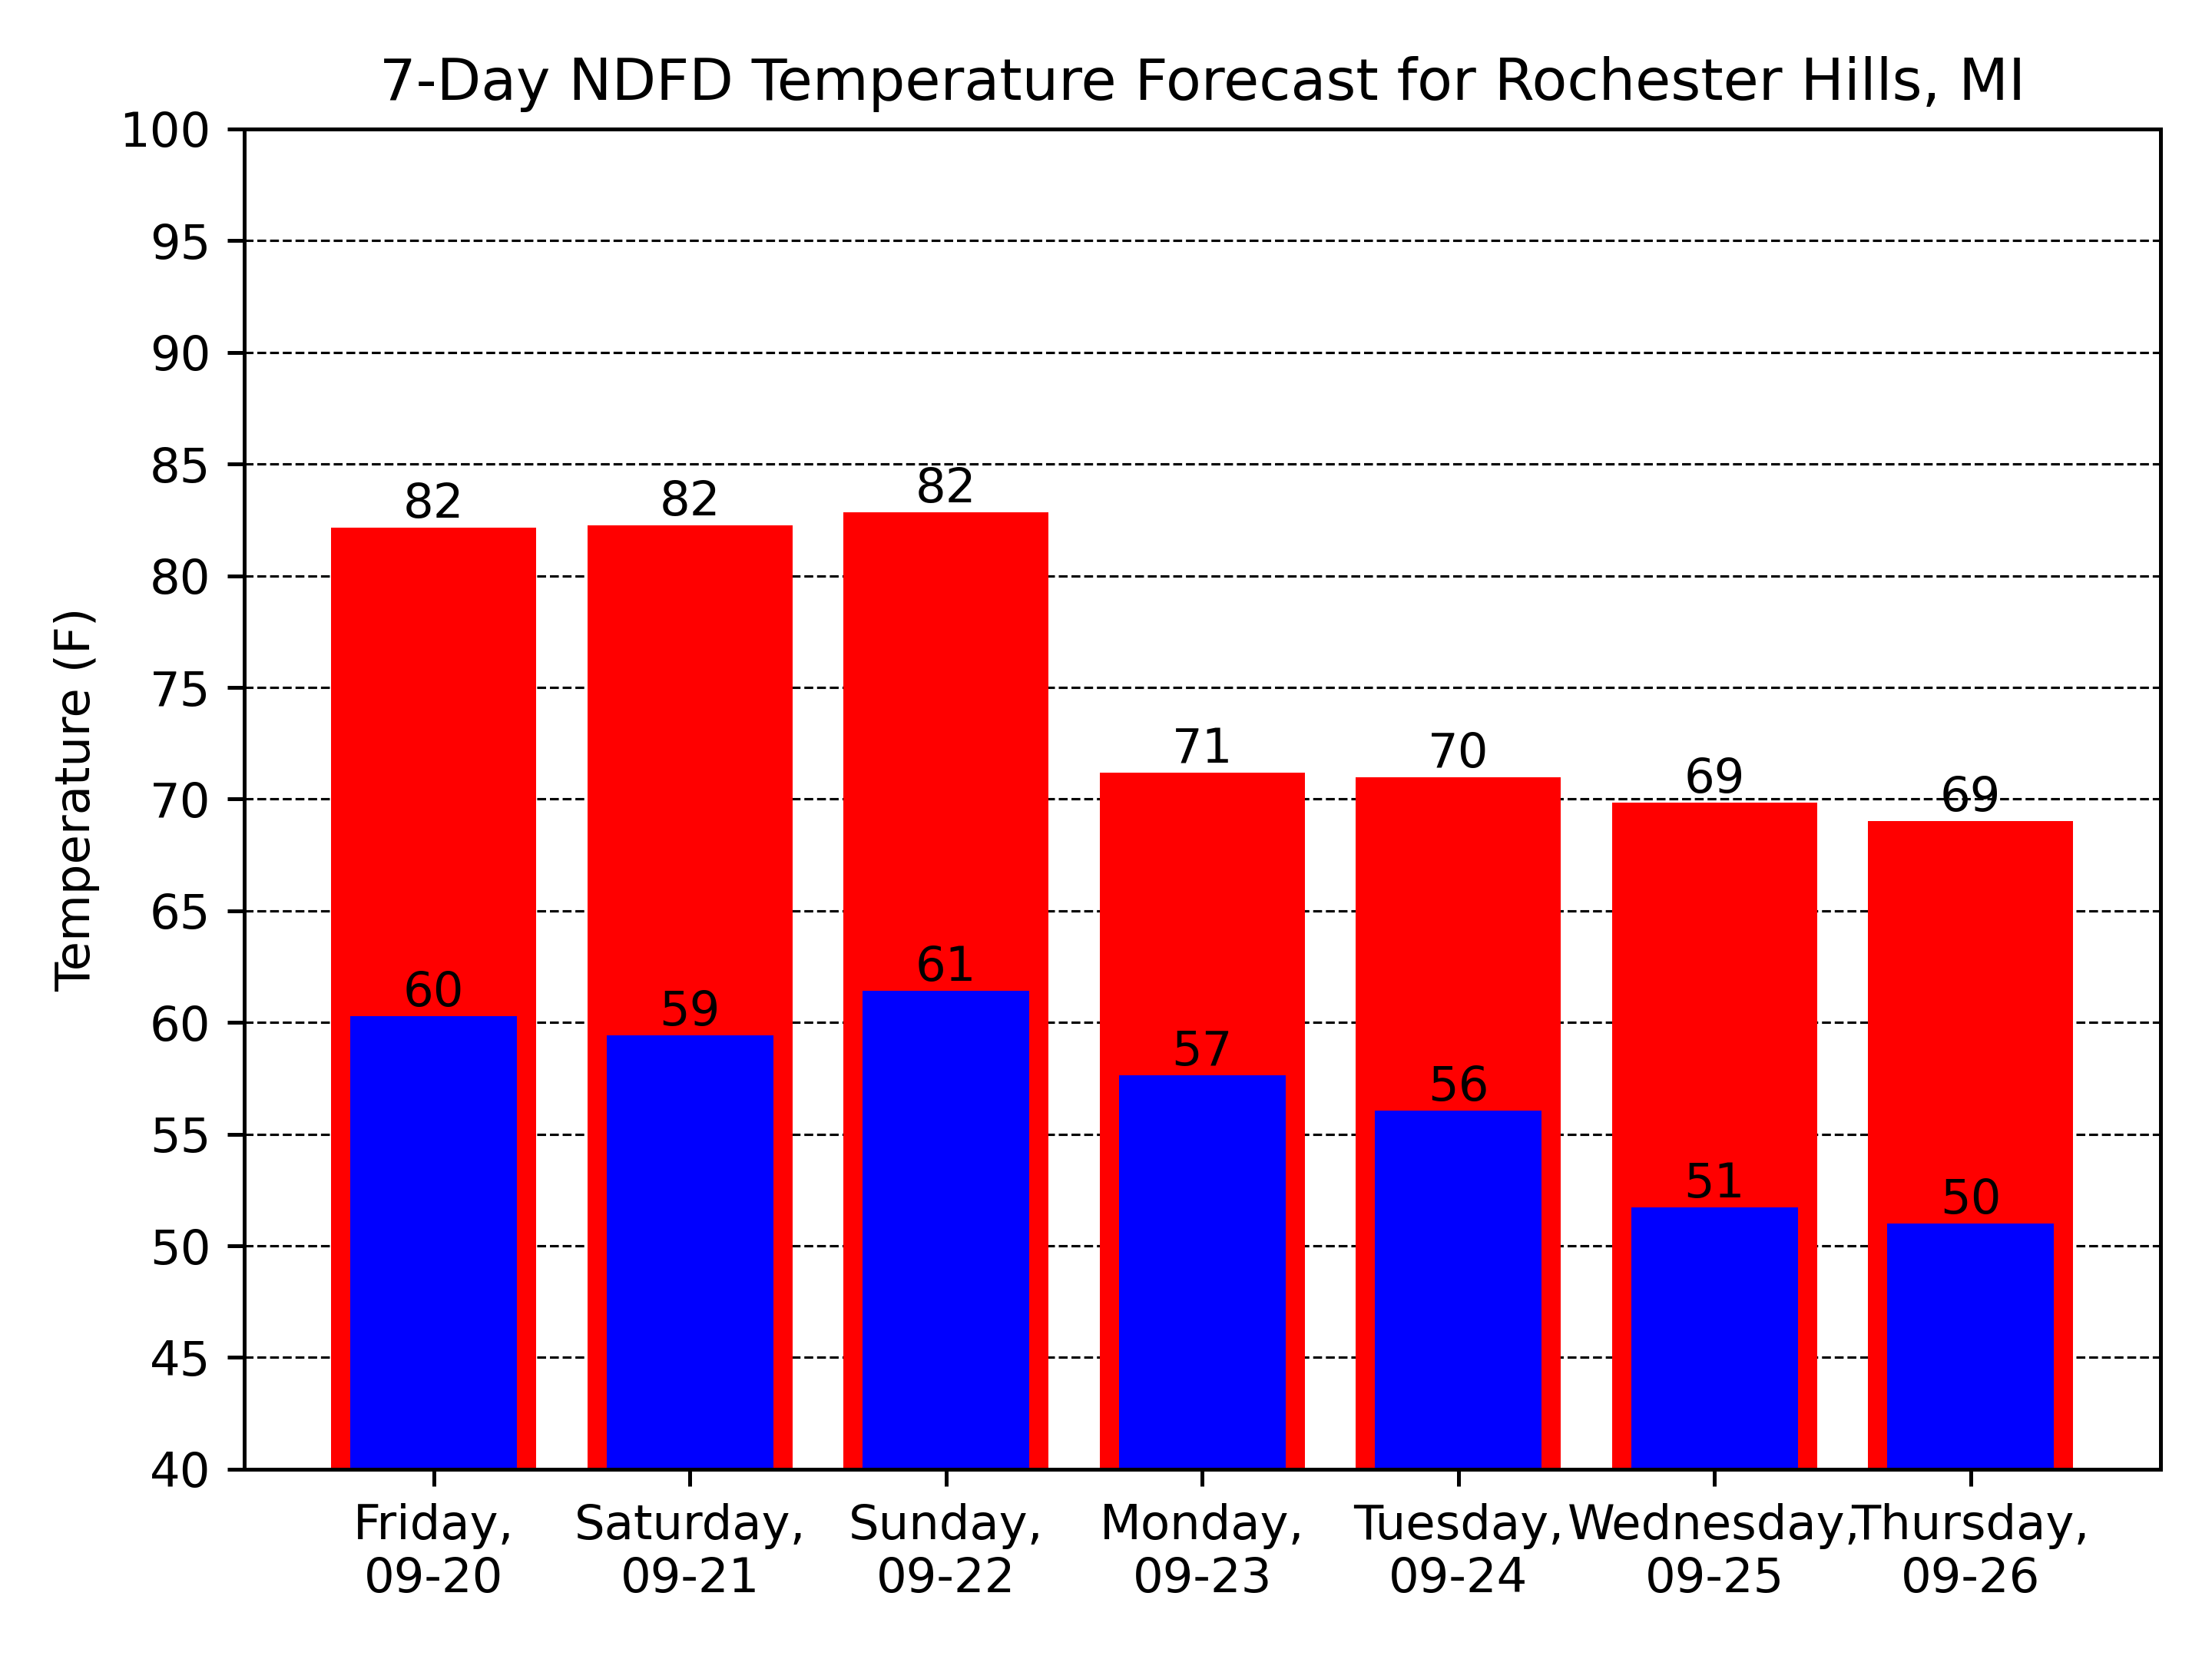 7-Day NDFD Temperature Forecast for Rochester Hills, MI
100
95
90
85
80
75
70
65
60
55
50
45
40
Temperature (F)
82 82 82 71 70 69 69
60 59 61 57 56 51 50
Friday, Saturday, Sunday, Monday, Tuesday, Wednesday, Thursday,
09-20 09-21 09-22 09-23 09-24 09-25 09-26